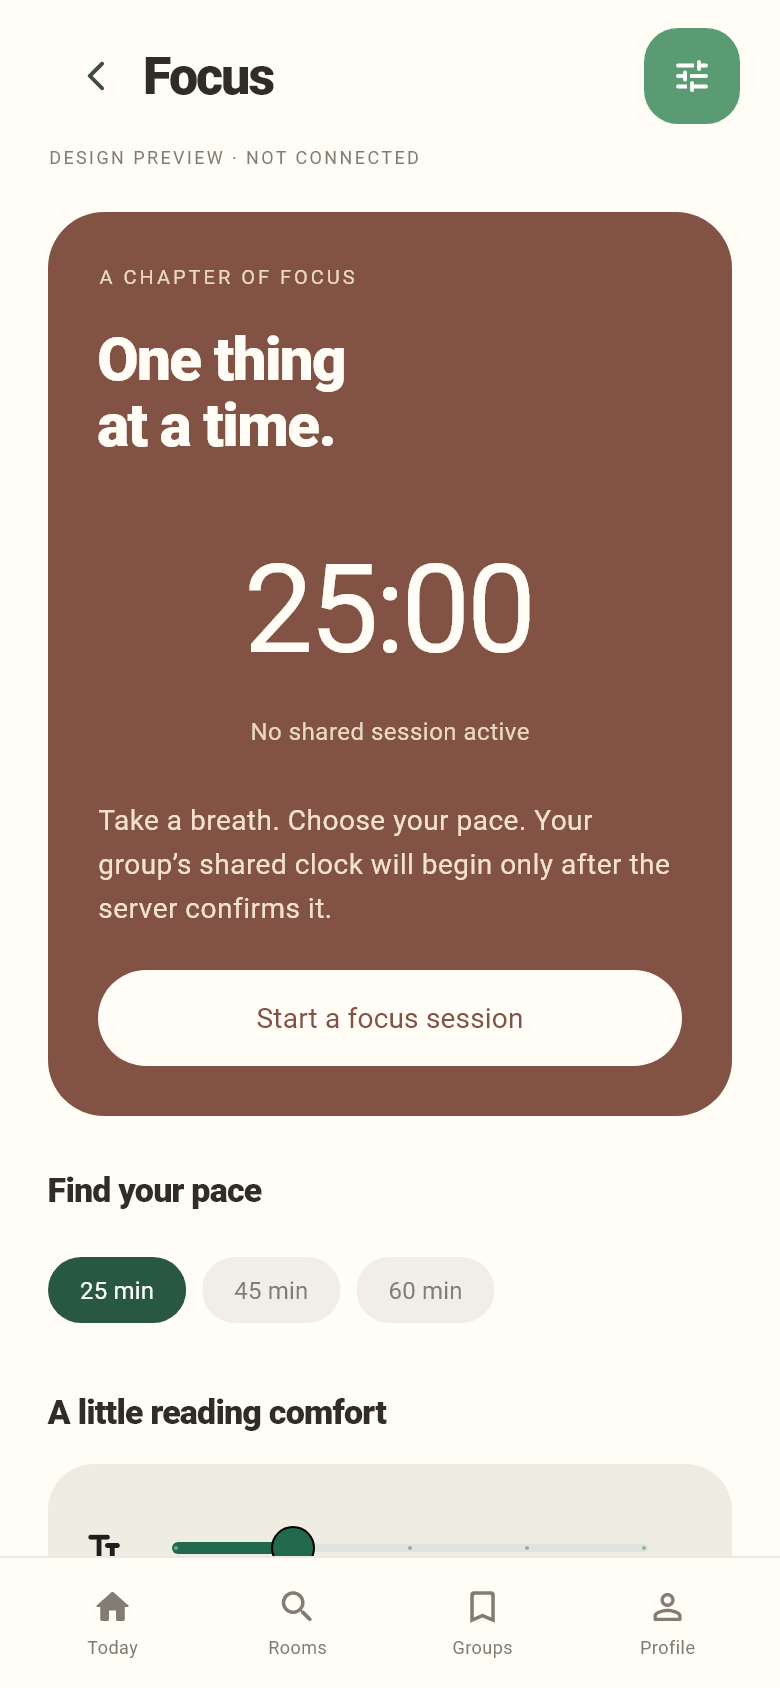 Focus
DESIGN PREVIEW · NOT CONNECTED
A CHAPTER OF FOCUS
One thing
at a time.
25:00
No shared session active
Take a breath. Choose your pace. Your
group’s shared clock will begin only after the
server confirms it.
Start a focus session
Find your pace
25 min
45 min
60 min
A little reading comfort
Tт
Today
Rooms
Groups
Profile